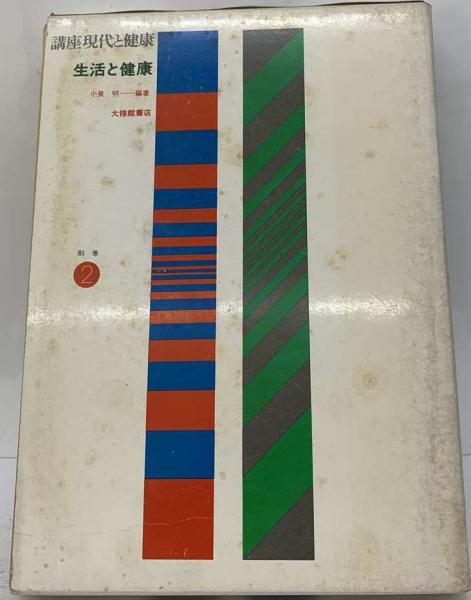 講座現代と健康
生活と健康
小泉 明──編著
大修館書店
別巻
2